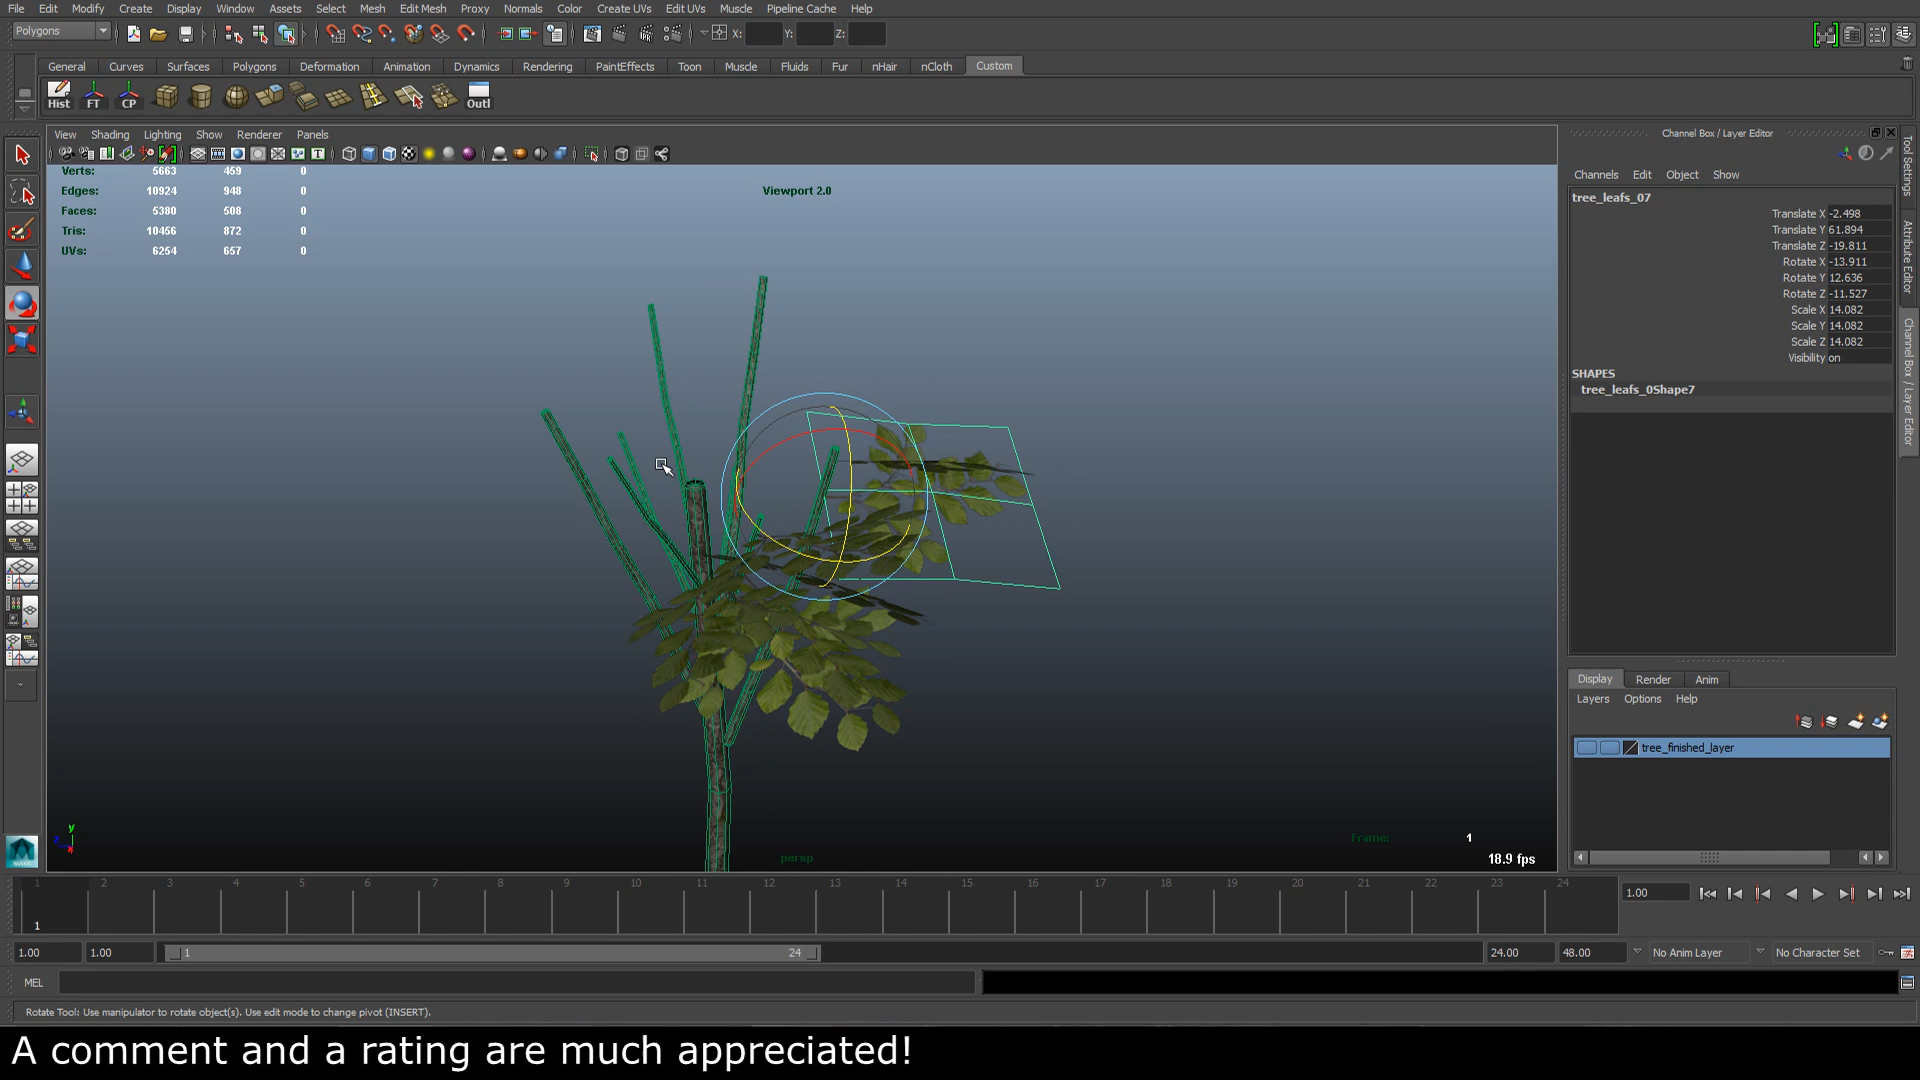 File Edit Modify Create Display Window Assets Select Mesh Edit Mesh Proxy Normals Color Create UVs Edit UVs Muscle Pipeline Cache Help
Polygons X: Y: Z:
General Curves Surfaces Polygons Deformation Animation Dynamics Rendering PaintEffects Toon Muscle Fluids Fur nHair nCloth Custom
Hist FT CP Outl
View Shading Lighting Show Renderer Panels
Channel Box / Layer Editor
Channels Edit Object Show
Verts: 5663 459 0
Edges: 10924 948 0
Faces: 5380 508 0
Tris: 10456 872 0
UVs: 6254 657 0
Viewport 2.0
tree_leafs_07
Translate X -2.498
Translate Y 61.894
Translate Z -19.811
Rotate X -13.911
Rotate Y 12.636
Rotate Z -11.527
Scale X 14.082
Scale Y 14.082
Scale Z 14.082
Visibility on
SHAPES
tree_leafs_0Shape7
Tool Settings
Attribute Editor
Channel Box / Layer Editor
Display Render Anim
Layers Options Help
tree_finished_layer
y
z
x
persp
Frame: 1
18.9 fps
1 2 3 4 5 6 7 8 9 10 11 12 13 14 15 16 17 18 19 20 21 22 23 24
1
1.00
1.00 1.00 1 24 24.00 48.00 No Anim Layer No Character Set
MEL
Rotate Tool: Use manipulator to rotate object(s). Use edit mode to change pivot (INSERT).
A comment and a rating are much appreciated!